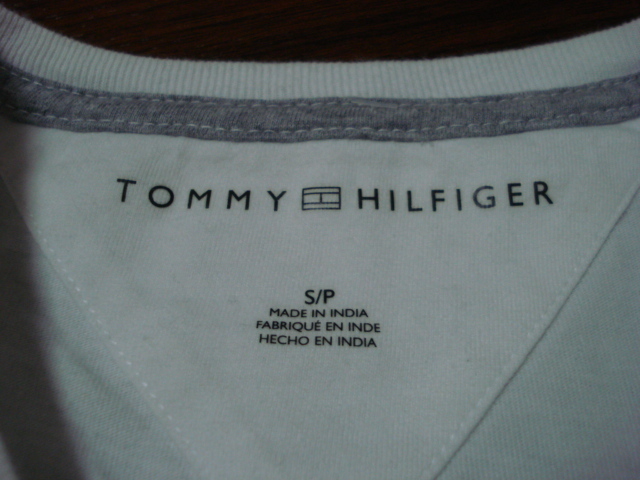 TOMMY HILFIGER
S/P
MADE IN INDIA
FABRIQUÉ EN INDE
HECHO EN INDIA